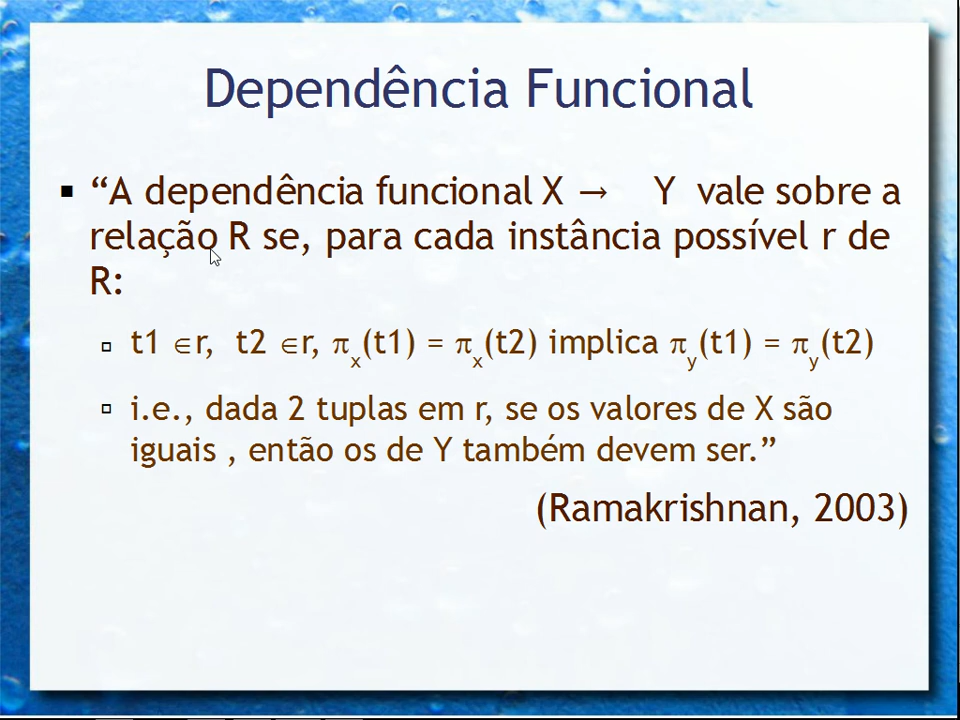 Dependência Funcional
“A dependência funcional X → Y vale sobre a
relação R se, para cada instância possível r de
R:
t1 ∈r, t2 ∈r, πx(t1) = πx(t2) implica πy(t1) = πy(t2)
i.e., dada 2 tuplas em r, se os valores de X são
iguais , então os de Y também devem ser.”
(Ramakrishnan, 2003)